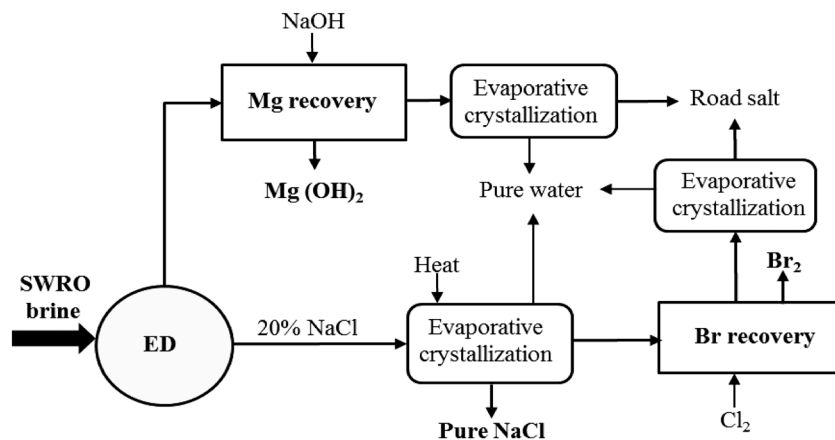 NaOH
Mg recovery
Evaporative
crystallization
Road salt
Mg (OH)₂
Pure water
Evaporative
crystallization
SWRO
brine
Heat
Br₂
ED
20% NaCl
Evaporative
crystallization
Br recovery
Pure NaCl
Cl₂